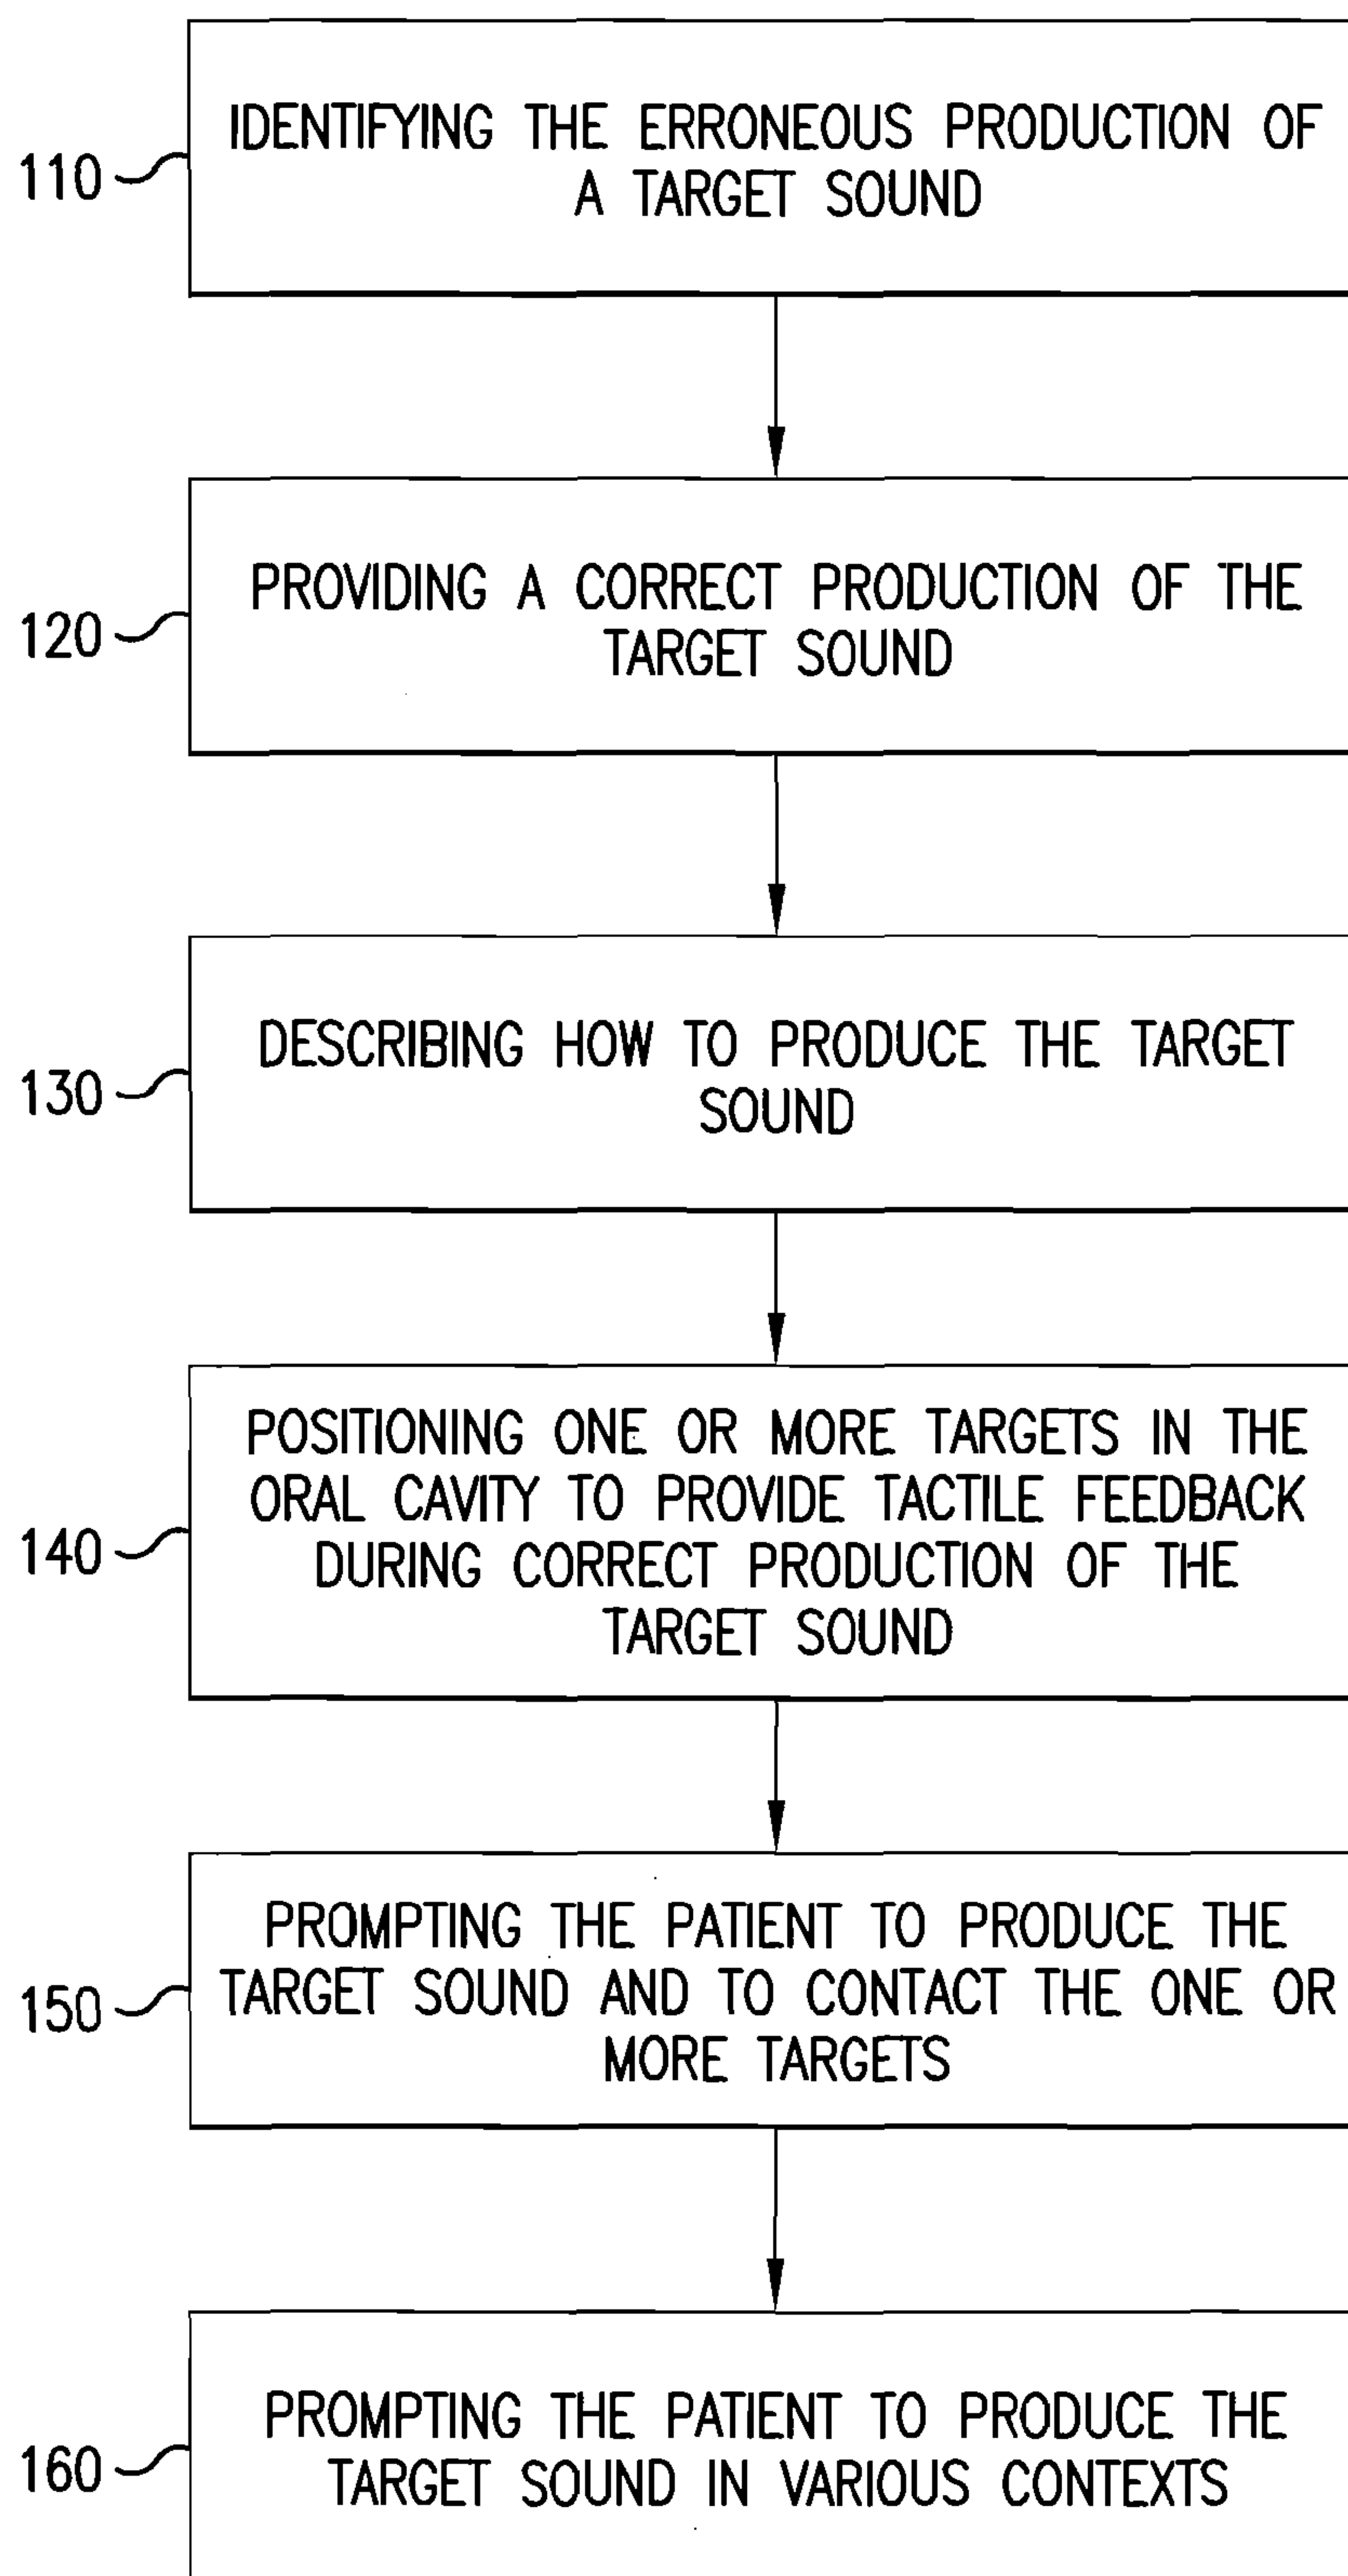 IDENTIFYING THE ERRONEOUS PRODUCTION OF
A TARGET SOUND
110
PROVIDING A CORRECT PRODUCTION OF THE
TARGET SOUND
120
DESCRIBING HOW TO PRODUCE THE TARGET
SOUND
130
POSITIONING ONE OR MORE TARGETS IN THE
ORAL CAVITY TO PROVIDE TACTILE FEEDBACK
DURING CORRECT PRODUCTION OF THE
TARGET SOUND
140
PROMPTING THE PATIENT TO PRODUCE THE
TARGET SOUND AND TO CONTACT THE ONE OR
MORE TARGETS
150
PROMPTING THE PATIENT TO PRODUCE THE
TARGET SOUND IN VARIOUS CONTEXTS
160